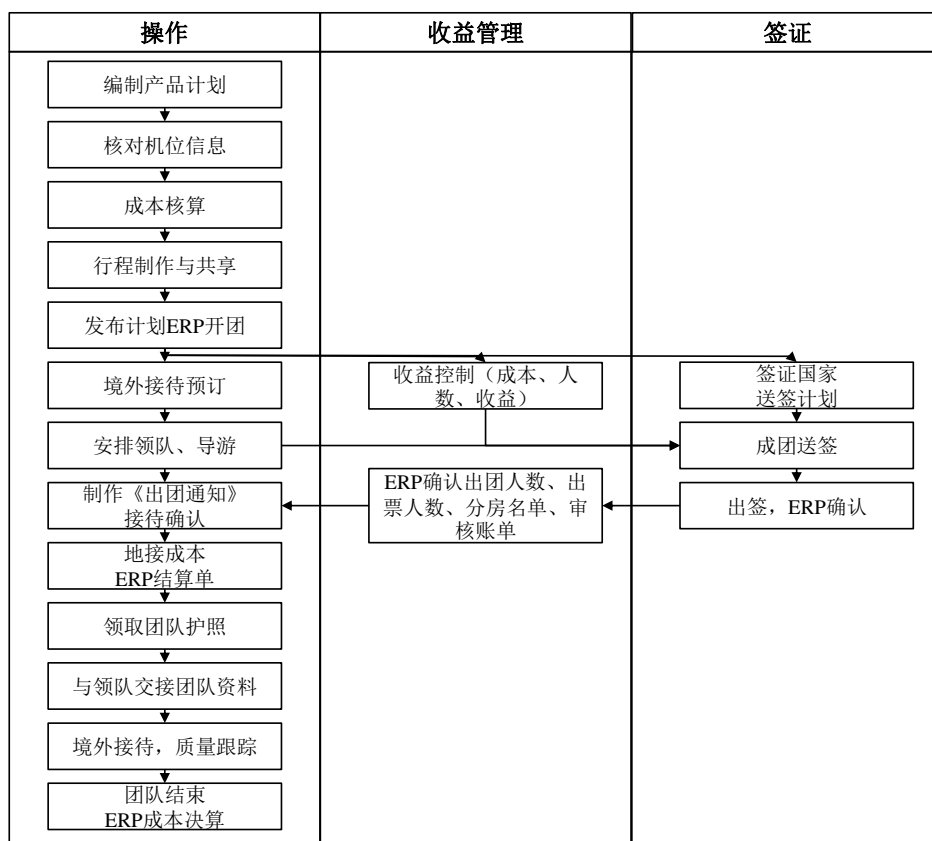 操作
收益管理
签证
编制产品计划
核对机位信息
成本核算
行程制作与共享
发布计划ERP开团
境外接待预订
收益控制（成本、人
数、收益）
签证国家
送签计划
安排领队、导游
成团送签
制作《出团通知》
接待确认
ERP确认出团人数、出
票人数、分房名单、审
核账单
出签，ERP确认
地接成本
ERP结算单
领取团队护照
与领队交接团队资料
境外接待，质量跟踪
团队结束
ERP成本决算